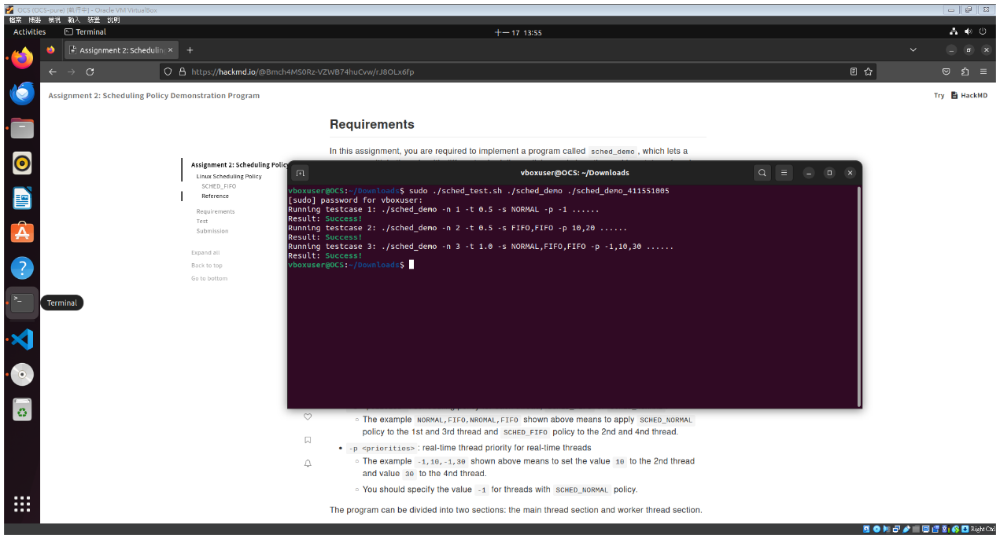 OCS (OCS-pure) [執行中] - Oracle VM VirtualBox
檔案 機器 檢視 輸入 裝置 說明
Activities Terminal 十一 17 13:55
Assignment 2: Scheduling
https://hackmd.io/@Bmch4MS0Rz-VZWB74huCvw/rJ8OLx6fp
Assignment 2: Scheduling Policy Demonstration Program Try HackMD
Requirements
In this assignment, you are required to implement a program called sched_demo , which lets a
Assignment 2: Scheduling Policy
Linux Scheduling Policy
SCHED_FIFO
Reference
Requirements
Test
Submission
Expand all
Back to top
Go to bottom
Terminal
vboxuser@OCS: ~/Downloads
vboxuser@OCS:~/Downloads$ sudo ./sched_test.sh ./sched_demo ./sched_demo_411551005
[sudo] password for vboxuser:
Running testcase 1: ./sched_demo -n 1 -t 0.5 -s NORMAL -p -1 ......
Result: Success!
Running testcase 2: ./sched_demo -n 2 -t 0.5 -s FIFO,FIFO -p 10,20 ......
Result: Success!
Running testcase 3: ./sched_demo -n 3 -t 1.0 -s NORMAL,FIFO,FIFO -p -1,10,30 ......
Result: Success!
vboxuser@OCS:~/Downloads$
The example NORMAL,FIFO,NROMAL,FIFO shown above means to apply SCHED_NORMAL
policy to the 1st and 3rd thread and SCHED_FIFO policy to the 2nd and 4nd thread.
-p <priorities> : real-time thread priority for real-time threads
The example -1,10,-1,30 shown above means to set the value 10 to the 2nd thread
and value 30 to the 4nd thread.
You should specify the value -1 for threads with SCHED_NORMAL policy.
The program can be divided into two sections: the main thread section and worker thread section.
Right Ctrl